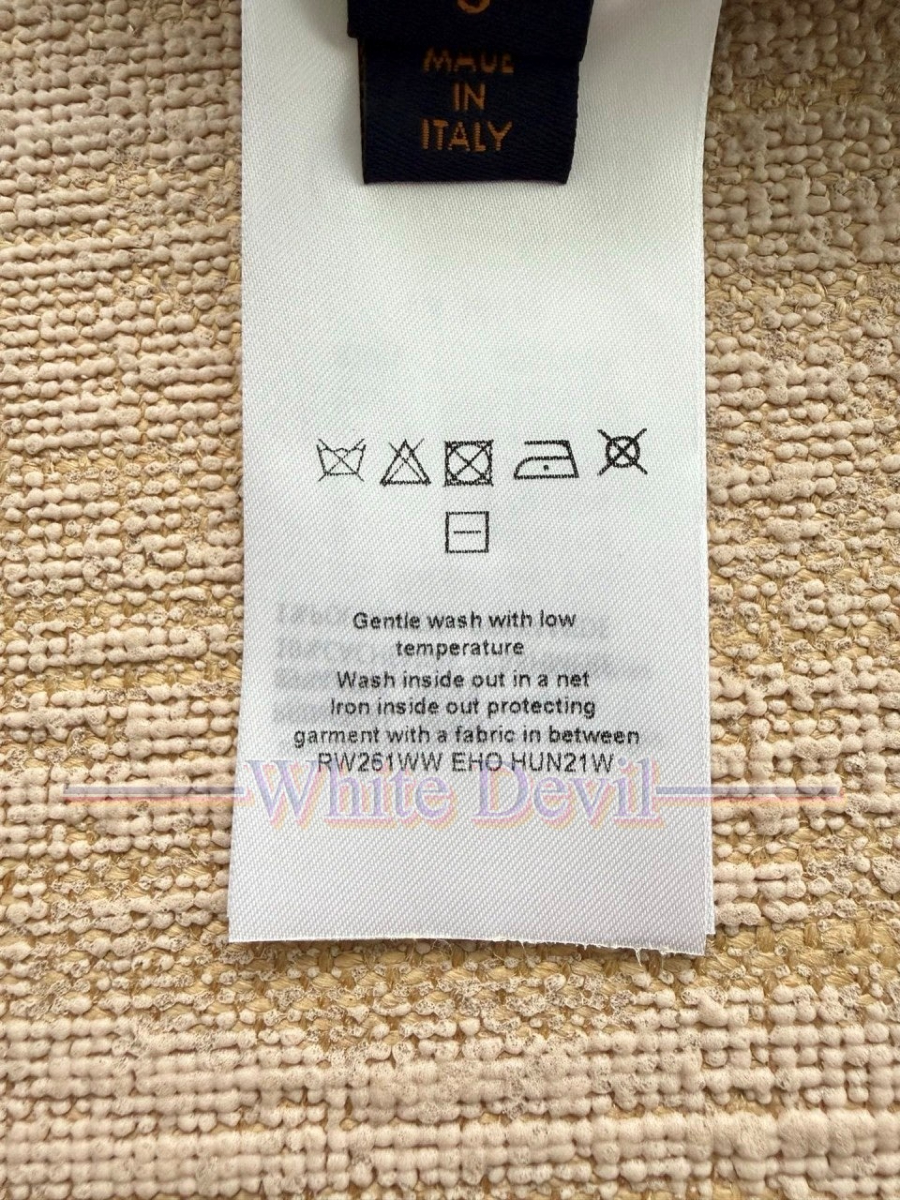 MADE
IN
ITALY
Gentle wash with low
temperature
Wash inside out in a net
Iron inside out protecting
garment with a fabric in between
RW261WW EHO HUN21W
White Devil